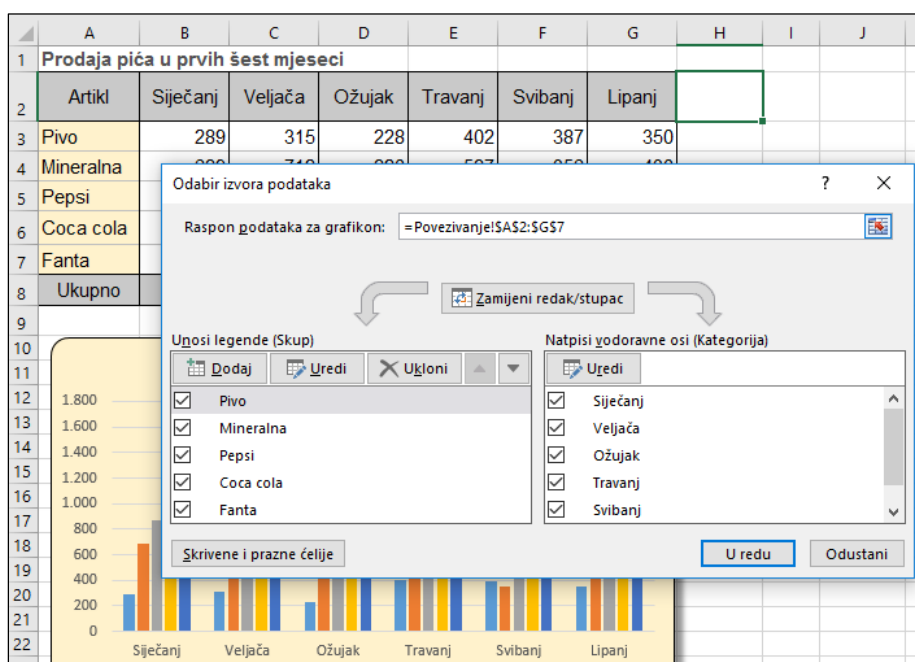 A B C D E F G H I J
1 Prodaja pića u prvih šest mjeseci
2 Artikl Siječanj Veljača Ožujak Travanj Svibanj Lipanj
3 Pivo 289 315 228 402 387 350
4 Mineralna
Odabir izvora podataka ? ×
5 Pepsi
6 Coca cola Raspon podataka za grafikon: =Povezivanje!$A$2:$G$7
7 Fanta
8 Ukupno Zamijeni redak/stupac
9
10 Unosi legende (Skup) Natpisi vodoravne osi (Kategorija)
11 Dodaj Uredi Ukloni Uredi
12 1.800 Pivo Siječanj
13 1.600 Mineralna Veljača
14 1.400 Pepsi Ožujak
15 1.200 Coca cola Travanj
16 1.000 Fanta Svibanj
17 800
18 600 Skrivene i prazne ćelije U redu Odustani
19 400
20 200
21 0
22 Siječanj Veljača Ožujak Travanj Svibanj Lipanj